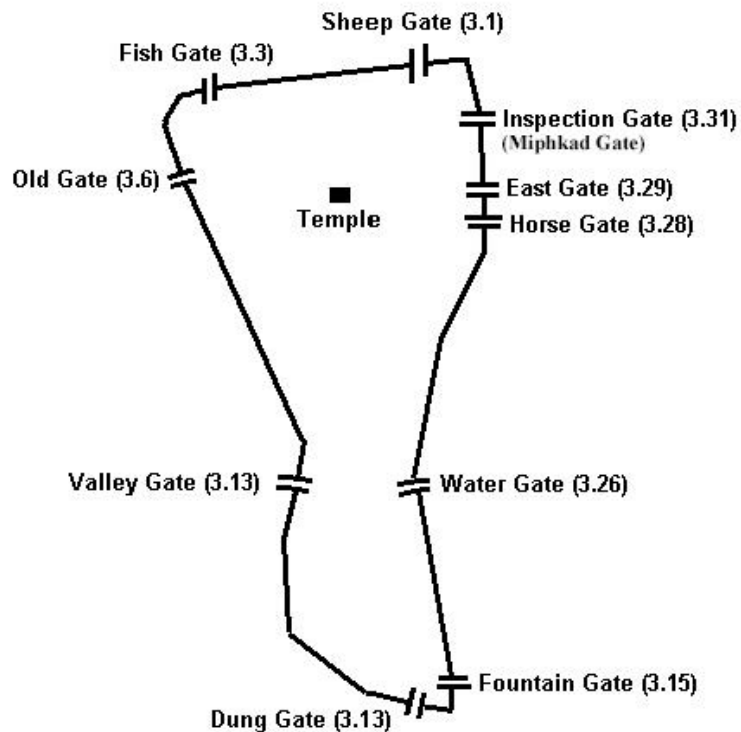 Sheep Gate (3.1)
Fish Gate (3.3)
Inspection Gate (3.31)
(Miphkad Gate)
Old Gate (3.6)
East Gate (3.29)
Temple
Horse Gate (3.28)
Valley Gate (3.13)
Water Gate (3.26)
Fountain Gate (3.15)
Dung Gate (3.13)